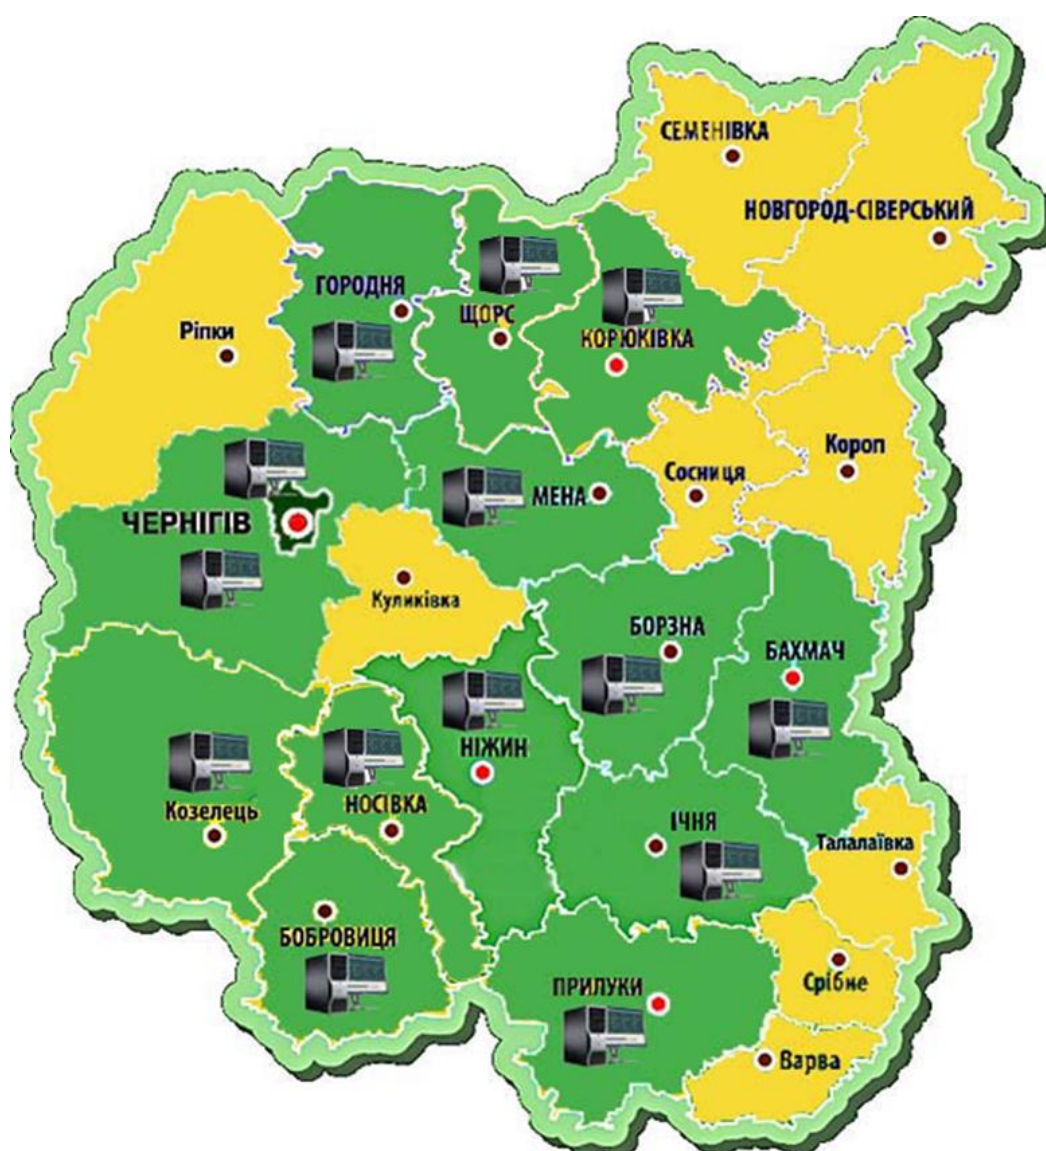 СЕМЕНІВКА
НОВГОРОД-СІВЕРСЬКИЙ
ГОРОДНЯ
ЩОРС
Ріпки
КОРЮКІВКА
Короп
Сосниця
МЕНА
ЧЕРНІГІВ
Куликівка
БОРЗНА
БАХМАЧ
НІЖИН
Козелець
НОСІВКА
ІЧНЯ
Талалаївка
БОБРОВИЦЯ
Срібне
ПРИЛУКИ
Варва